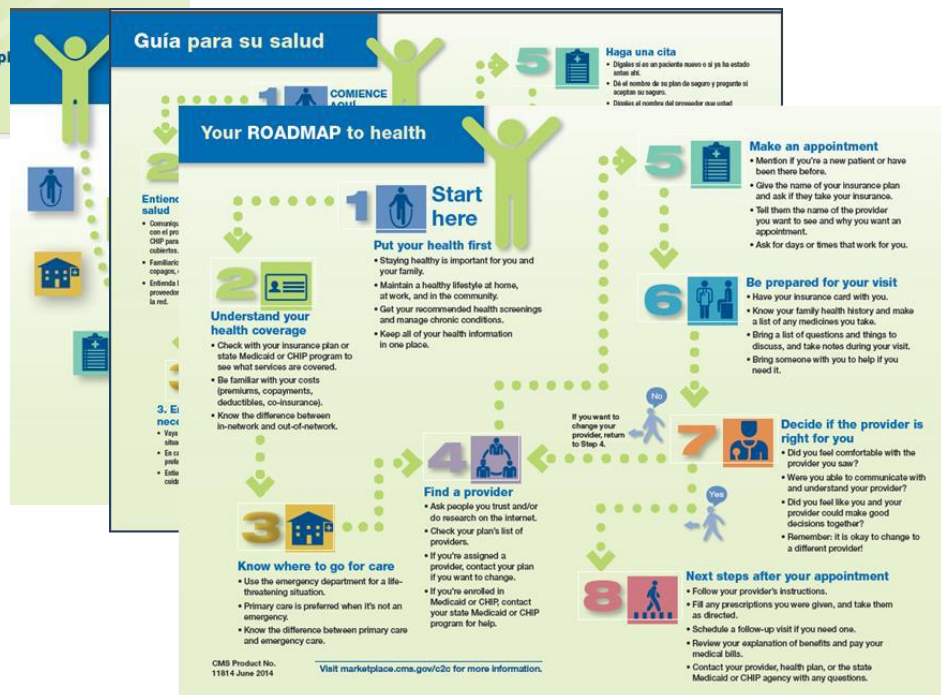 Guía para su salud
1 COMIENCE
AQUÍ
2
Entienda
salud
• Comuníqu
con el pro
CHIP para
cubiertos.
• Familiaríc
copagos,
• Entienda l
proveedor
la red.
3. E
nece
• Vaya
situa
• En ca
prefe
• Entie
cuida
5
Haga una cita
• Dígales si es un paciente nuevo o si ya ha estado
antes ahí.
• Dé el nombre de su plan de seguro y pregunte si
aceptan su seguro.
• Dígales el nombre del proveedor que usted
Your ROADMAP to health
1 Start
here
Put your health first
• Staying healthy is important for you and
your family.
• Maintain a healthy lifestyle at home,
at work, and in the community.
• Get your recommended health screenings
and manage chronic conditions.
• Keep all of your health information
in one place.
2
Understand your
health coverage
• Check with your insurance plan or
state Medicaid or CHIP program to
see what services are covered.
• Be familiar with your costs
(premiums, copayments,
deductibles, co-insurance).
• Know the difference between
in-network and out-of-network.
3
Know where to go for care
• Use the emergency department for a life-
threatening situation.
• Primary care is preferred when it's not an
emergency.
• Know the difference between primary care
and emergency care.
4
Find a provider
• Ask people you trust and/or
do research on the internet.
• Check your plan's list of
providers.
• If you're assigned a
provider, contact your plan
if you want to change.
• If you're enrolled in
Medicaid or CHIP, contact
your state Medicaid or CHIP
program for help.
5
Make an appointment
• Mention if you're a new patient or have
been there before.
• Give the name of your insurance plan
and ask if they take your insurance.
• Tell them the name of the provider
you want to see and why you want an
appointment.
• Ask for days or times that work for you.
6
Be prepared for your visit
• Have your insurance card with you.
• Know your family health history and make
a list of any medicines you take.
• Bring a list of questions and things to
discuss, and take notes during your visit.
• Bring someone with you to help if you
need it.
If you want to
change your
provider, return
to Step 4.
No
7
Decide if the provider is
right for you
• Did you feel comfortable with the
provider you saw?
• Were you able to communicate with
and understand your provider?
• Did you feel like you and your
provider could make good
decisions together?
• Remember: it is okay to change to
a different provider!
Yes
8
Next steps after your appointment
• Follow your provider's instructions.
• Fill any prescriptions you were given, and take them
as directed.
• Schedule a follow-up visit if you need one.
• Review your explanation of benefits and pay your
medical bills.
• Contact your provider, health plan, or the state
Medicaid or CHIP agency with any questions.
CMS Product No.
11814 June 2014
Visit marketplace.cms.gov/c2c for more information.